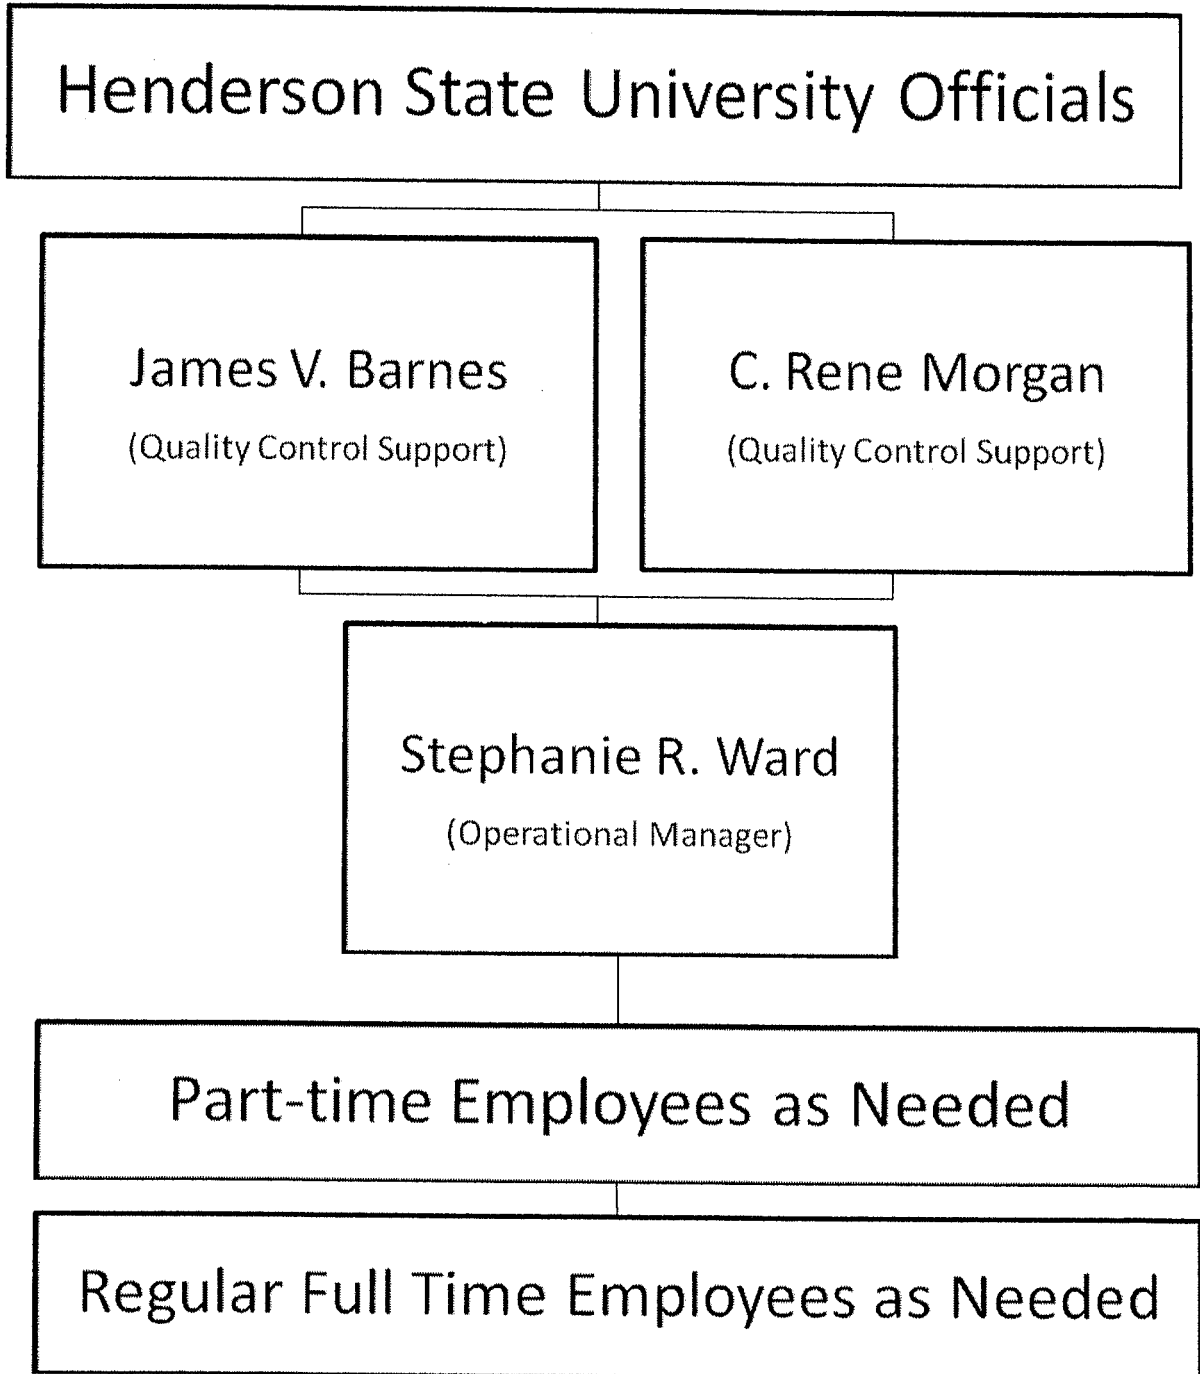 Henderson State University Officials
James V. Barnes
(Quality Control Support)
C. Rene Morgan
(Quality Control Support)
Stephanie R. Ward
(Operational Manager)
Part-time Employees as Needed
Regular Full Time Employees as Needed